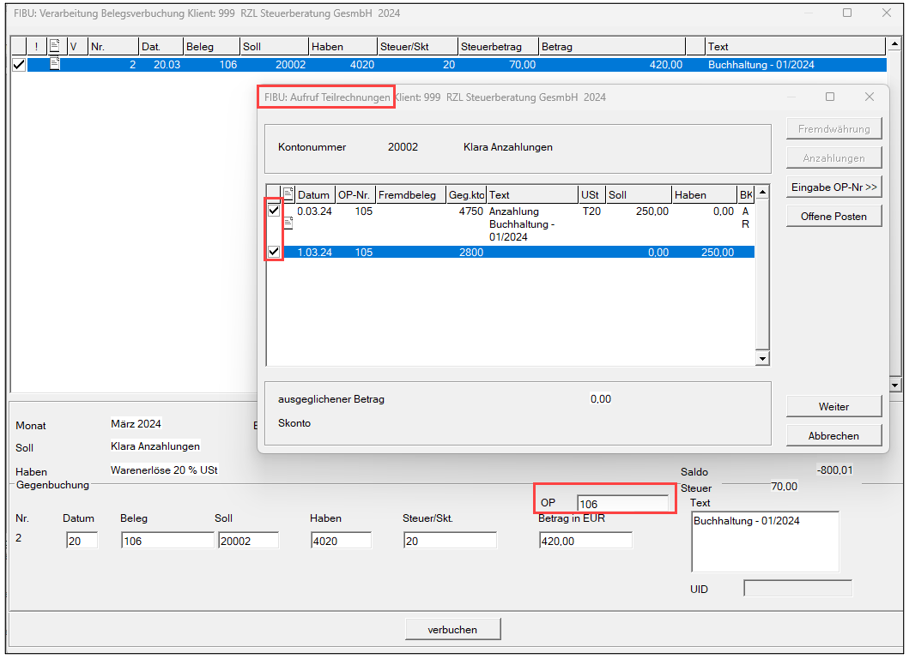 FIBU: Verarbeitung Belegsverbuchung Klient: 999 RZL Steuerberatung GesmbH 2024
! V Nr. Dat. Beleg Soll Haben Steuer/Skt Steuerbetrag Betrag Text
2 20.03 106 20002 4020 20 70,00 420,00 Buchhaltung - 01/2024
FIBU: Aufruf Teilrechnungen Klient: 999 RZL Steuerberatung GesmbH 2024
Fremdwährung
Kontonummer 20002 Klara Anzahlungen
Anzahlungen
Eingabe OP-Nr >>
Offene Posten
Datum OP-Nr. Fremdbeleg Geg.kto Text USt Soll Haben BK
0.03.24 105 4750 Anzahlung T20 250,00 0,00 A
Buchhaltung - R
01/2024
1.03.24 105 2800 0,00 250,00
ausgeglichener Betrag 0,00
Skonto
Weiter
Abbrechen
Monat März 2024
Soll Klara Anzahlungen
Haben Warenerlöse 20 % USt
Saldo -800,01
Gegenbuchung
Steuer 70,00
OP 106
Text
Nr. Datum Beleg Soll Haben Steuer/Skt. Betrag in EUR
Buchhaltung - 01/2024
2 20 106 20002 4020 20 420,00
UID
verbuchen